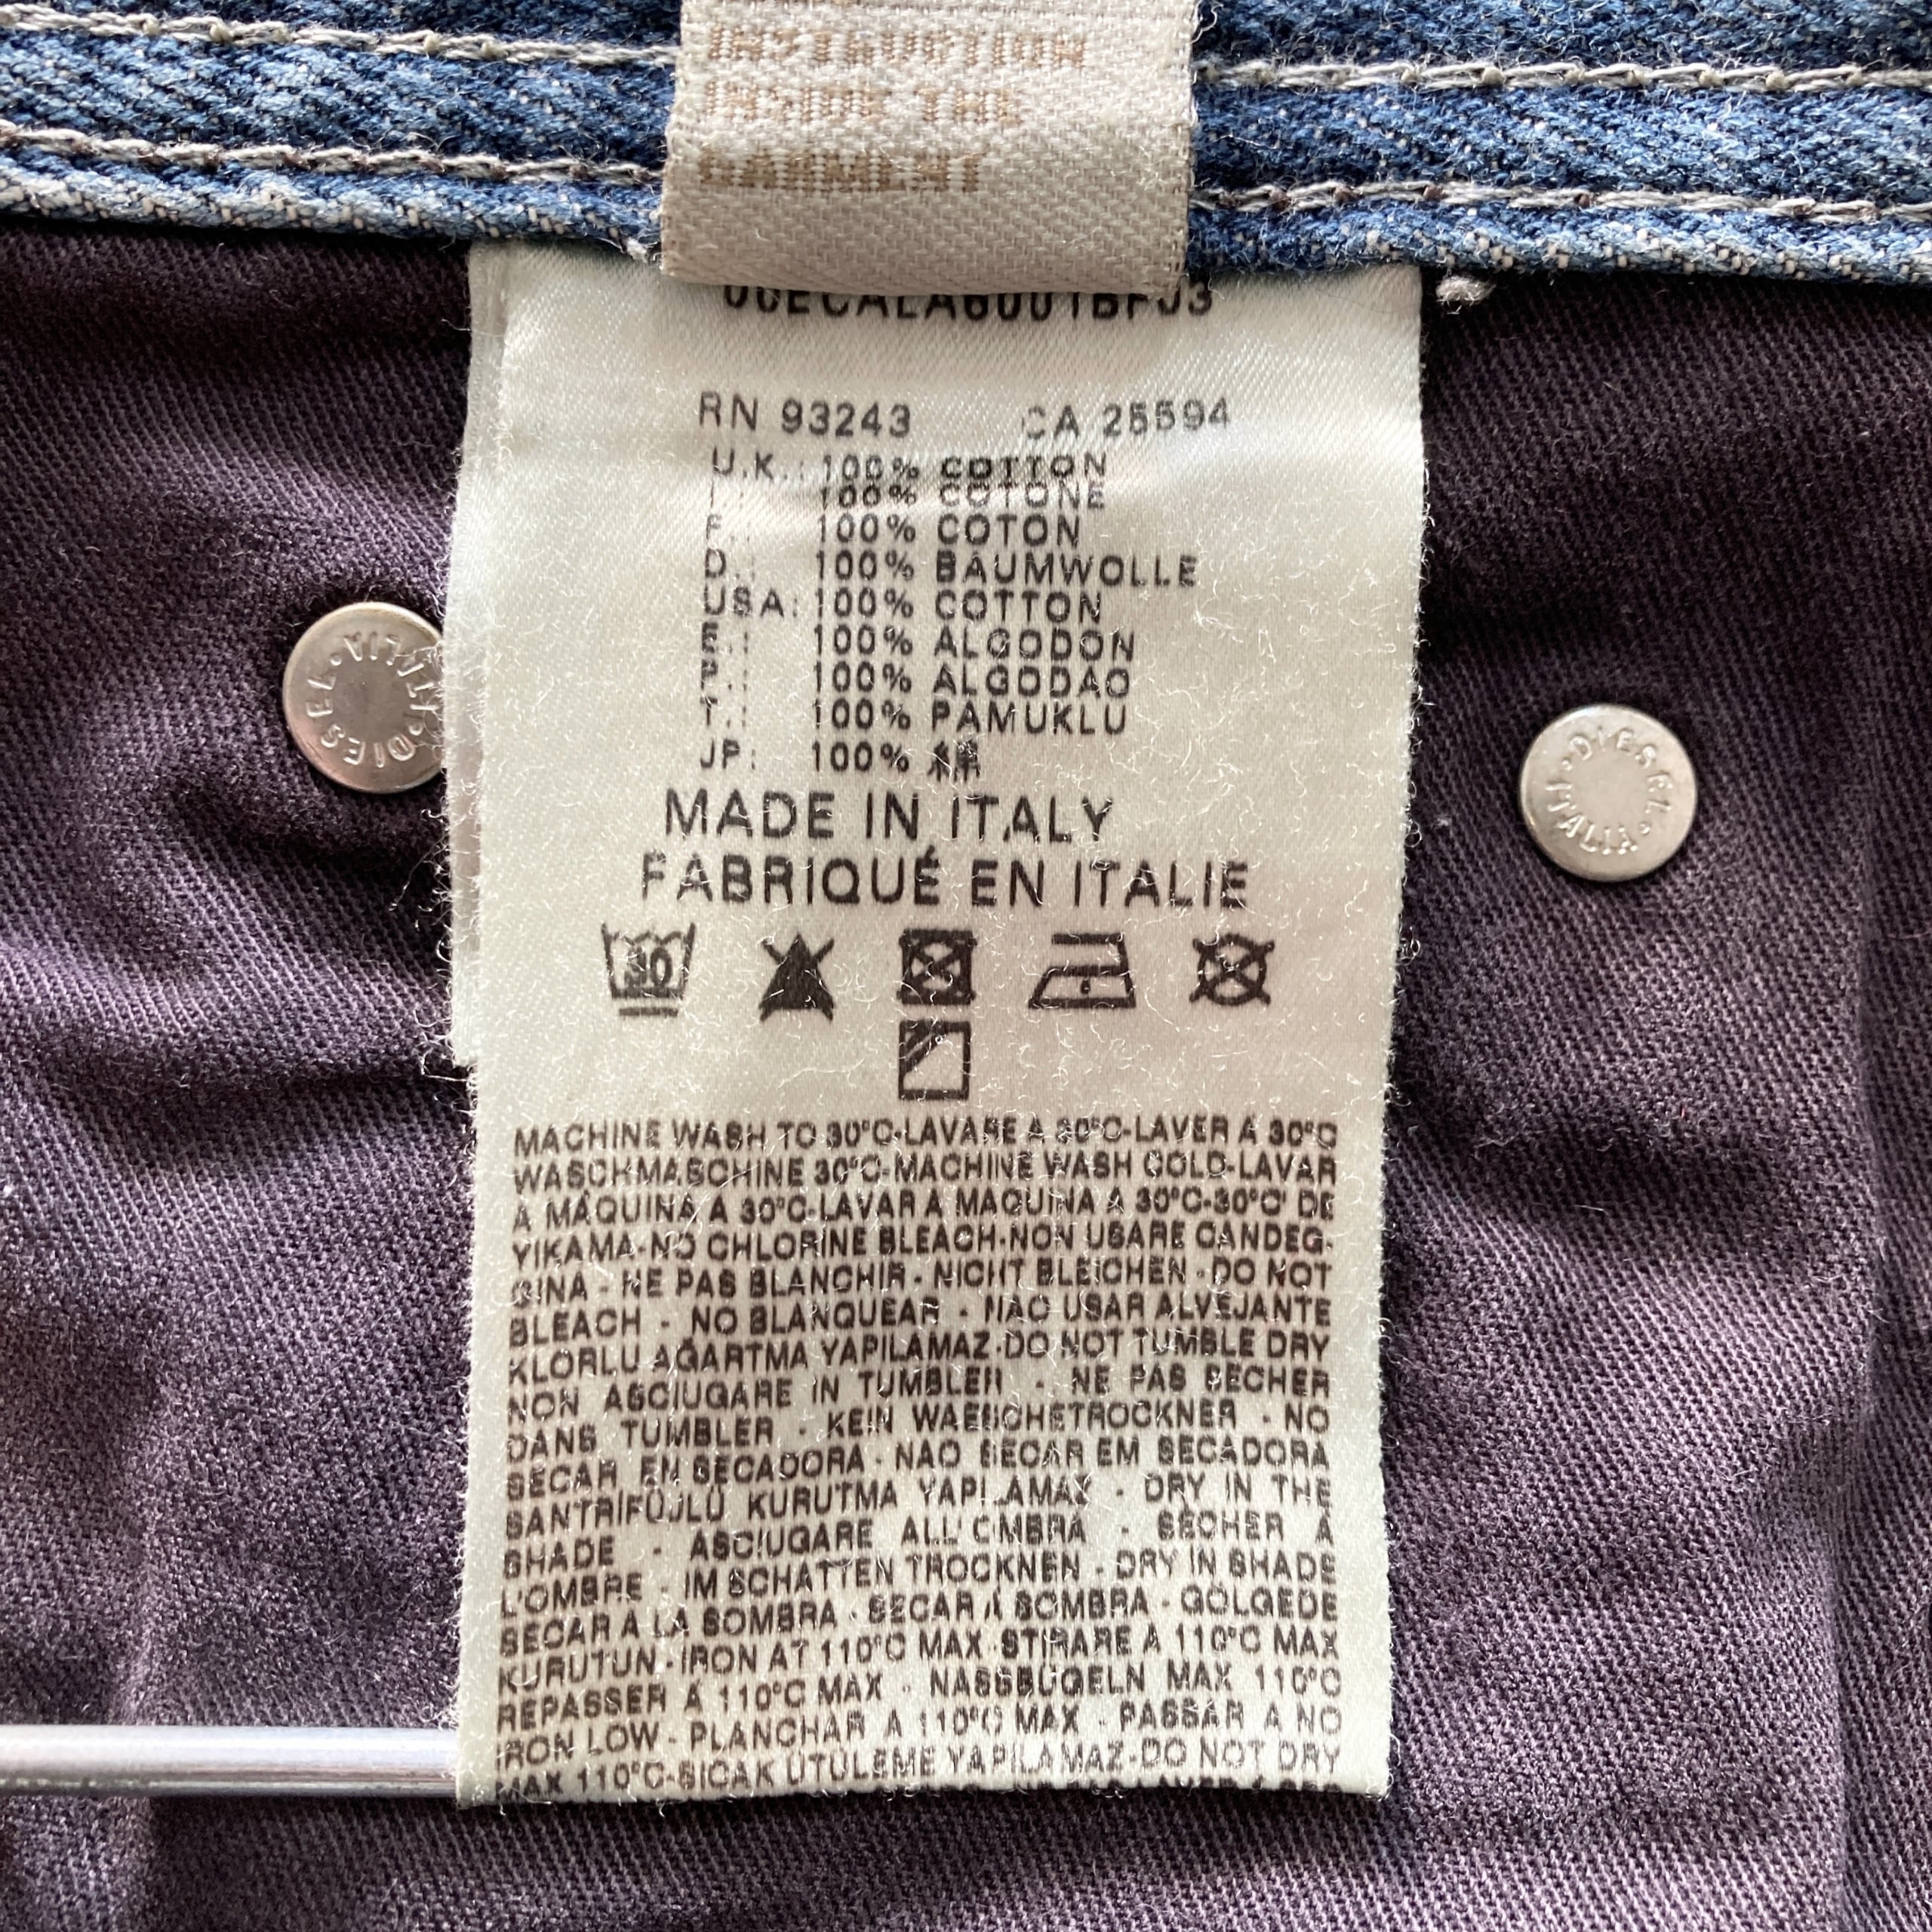 INSTRUCTION
INSIDE THE
GARMENT
00ECALA6001BPJ3
RN 93243 CA 25594
U.K.: 100% COTTON
I.: 100% COTONE
F.: 100% COTON
D.: 100% BAUMWOLLE
USA: 100% COTTON
E.: 100% ALGODON
P.: 100% ALGODAO
T.: 100% PAMUKLU
JP: 100% 綿
MADE IN ITALY
FABRIQUÉ EN ITALIE
30
MACHINE WASH TO 30°C-LAVARE A 30°C-LAVER A 30°C
WASCHMASCHINE 30°C-MACHINE WASH COLD-LAVAR
A MÁQUINA A 30°C-LAVAR A MAQUINA A 30°C-30°C' DE
YIKAMA-NO CHLORINE BLEACH-NON USARE CANDEG-
GINA - NE PAS BLANCHIR - NICHT BLEICHEN - DO NOT
BLEACH - NO BLANQUEAR - NAO USAR ALVEJANTE
KLORLU AĞARTMA YAPILAMAZ-DO NOT TUMBLE DRY
NON ASCIUGARE IN TUMBLER - NE PAS SECHER
DANS TUMBLER - KEIN WAESCHETROCKNER - NO
SECAR EN SECADORA - NAO SECAR EM SECADORA
SANTRİFÜJLÜ KURUTMA YAPILAMAZ - DRY IN THE
SHADE - ASCIUGARE ALL'OMBRA - SECHER A
L'OMBRE - IM SCHATTEN TROCKNEN - DRY IN SHADE
SECAR A LA SOMBRA - SECAR A SOMBRA - GÖLGEDE
KURUTUN-IRON AT 110°C MAX-STIRARE A 110°C MAX
REPASSER A 110°C MAX - NASSBÜGELN MAX 110°C
IRON LOW - PLANCHAR A 110°C MAX - PASSAR A NO
MAX 110°C-SICAK UTULEME YAPILAMAZ-DO NOT DRY
DIESEL·VITALIA·
DIESEL·ITALIA·